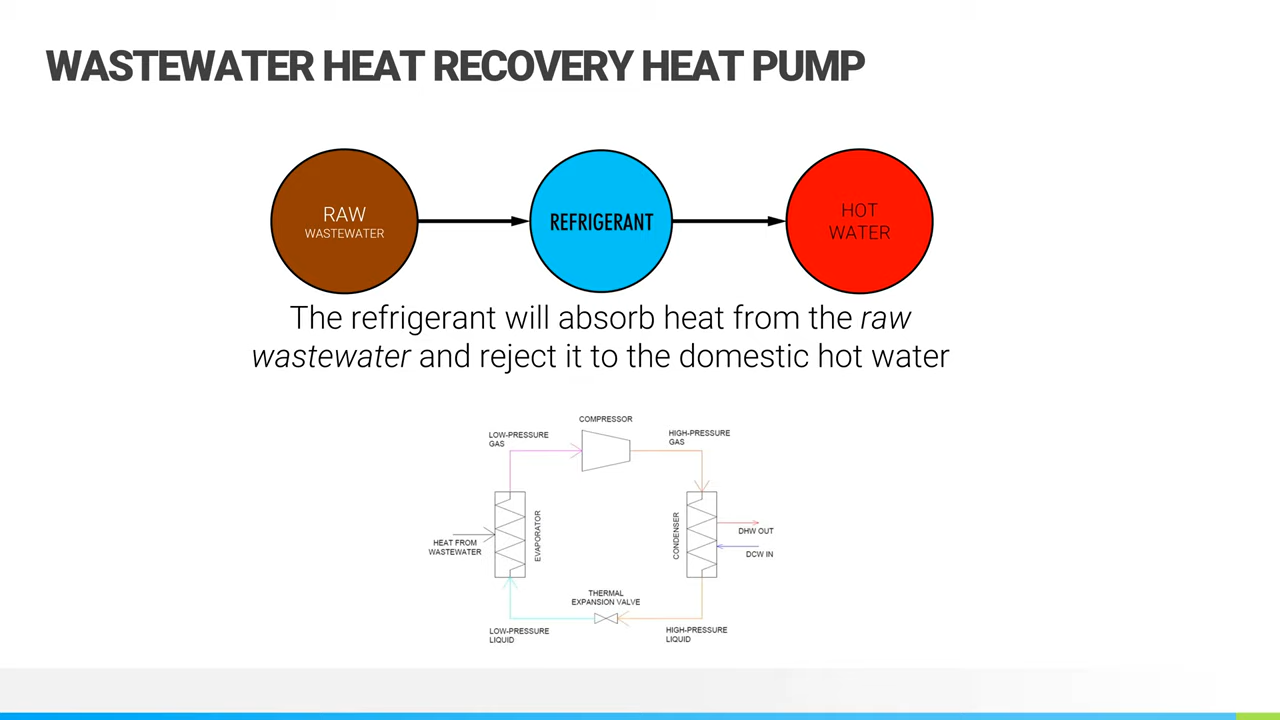 WASTEWATER HEAT RECOVERY HEAT PUMP
RAW
WASTEWATER
REFRIGERANT
HOT
WATER
The refrigerant will absorb heat from the raw
wastewater and reject it to the domestic hot water
COMPRESSOR
LOW-PRESSURE
GAS
HIGH-PRESSURE
GAS
HEAT FROM
WASTEWATER
EVAPORATOR
CONDENSER
DHW OUT
DCW IN
THERMAL
EXPANSION VALVE
LOW-PRESSURE
LIQUID
HIGH-PRESSURE
LIQUID